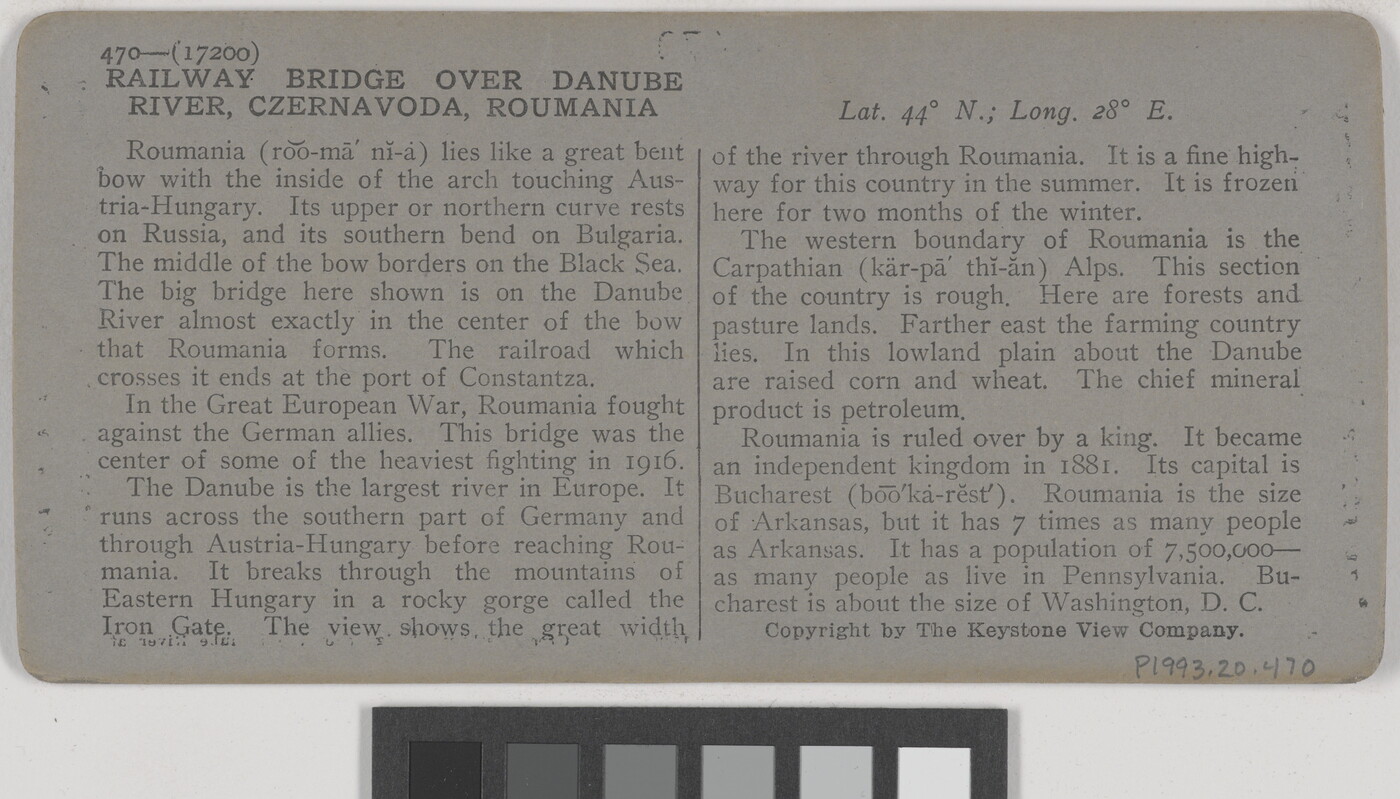 470—(17200)
RAILWAY BRIDGE OVER DANUBE
RIVER, CZERNAVODA, ROUMANIA
Roumania (ro͝o-mā′ nĭ-ȧ) lies like a great bent
bow with the inside of the arch touching Aus-
tria-Hungary. Its upper or northern curve rests
on Russia, and its southern bend on Bulgaria.
The middle of the bow borders on the Black Sea.
The big bridge here shown is on the Danube
River almost exactly in the center of the bow
that Roumania forms. The railroad which
crosses it ends at the port of Constantza.
In the Great European War, Roumania fought
against the German allies. This bridge was the
center of some of the heaviest fighting in 1916.
The Danube is the largest river in Europe. It
runs across the southern part of Germany and
through Austria-Hungary before reaching Rou-
mania. It breaks through the mountains of
Eastern Hungary in a rocky gorge called the
Iron Gate. The view shows the great width
Lat. 44° N.; Long. 28° E.
of the river through Roumania. It is a fine high-
way for this country in the summer. It is frozen
here for two months of the winter.
The western boundary of Roumania is the
Carpathian (kär-pā′ thĭ-ăn) Alps. This section
of the country is rough. Here are forests and
pasture lands. Farther east the farming country
lies. In this lowland plain about the Danube
are raised corn and wheat. The chief mineral
product is petroleum.
Roumania is ruled over by a king. It became
an independent kingdom in 1881. Its capital is
Bucharest (bo͞o′kȧ-rĕst′). Roumania is the size
of Arkansas, but it has 7 times as many people
as Arkansas. It has a population of 7,500,000—
as many people as live in Pennsylvania. Bu-
charest is about the size of Washington, D. C.
Copyright by The Keystone View Company.
P1993.20.470